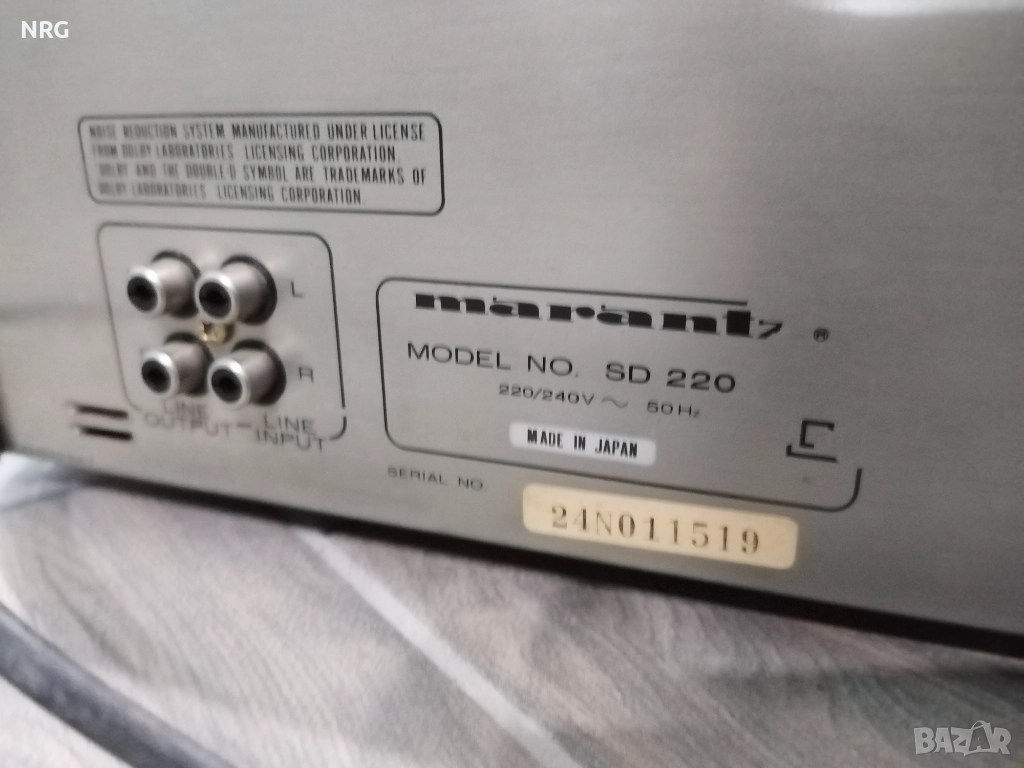 NRG
NOISE REDUCTION SYSTEM MANUFACTURED UNDER LICENSE
FROM DOLBY LABORATORIES LICENSING CORPORATION.
'DOLBY' AND THE DOUBLE-D SYMBOL ARE TRADEMARKS OF
DOLBY LABORATORIES LICENSING CORPORATION.
L
R
LINE OUTPUT
LINE INPUT
marantz ®
MODEL NO. SD 220
220/240V ~ 50Hz
MADE IN JAPAN
SERIAL NO.
24N011519
BAZAR